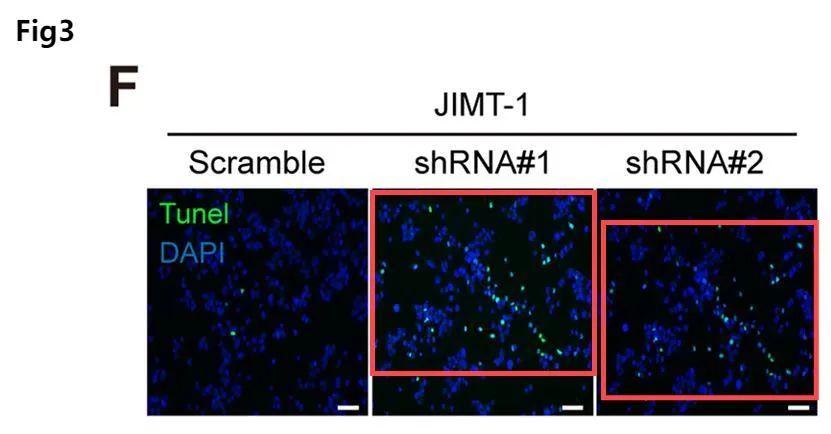 Fig3
F
JIMT-1
Scramble shRNA#1 shRNA#2
Tunel
DAPI